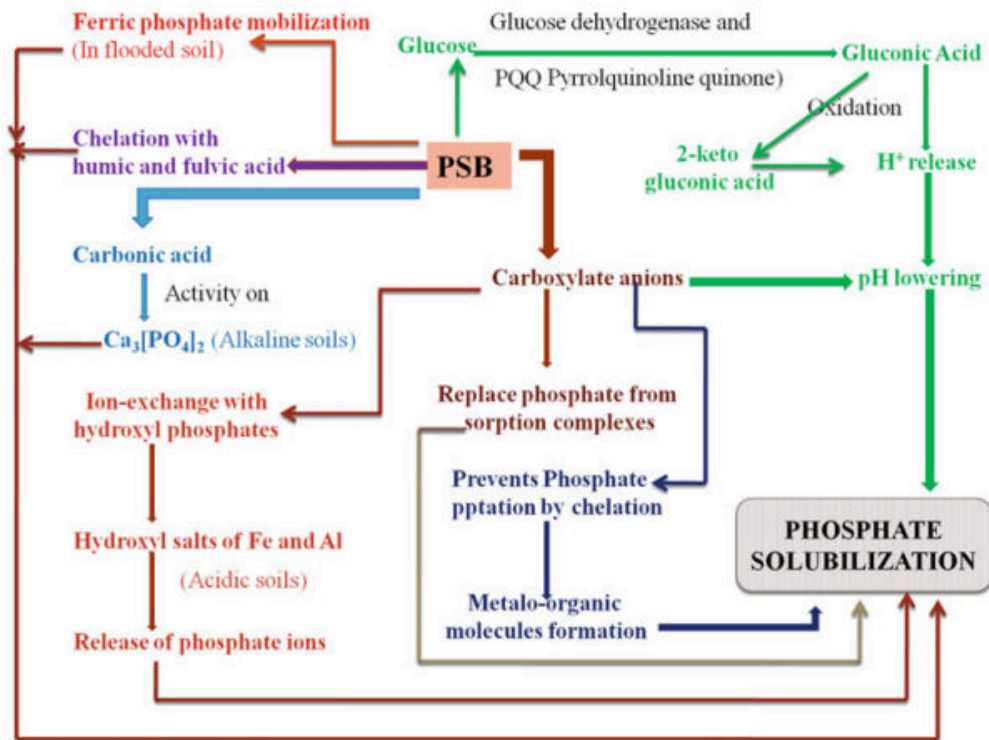 Ferric phosphate mobilization
(In flooded soil)
Glucose dehydrogenase and
Glucose
PQQ Pyrrolquinoline quinone)
Gluconic Acid
Oxidation
Chelation with
humic and fulvic acid
PSB
2-keto
gluconic acid
H⁺ release
Carbonic acid
Activity on
Carboxylate anions
pH lowering
Ca₃[PO₄]₂ (Alkaline soils)
Ion-exchange with
hydroxyl phosphates
Replace phosphate from
sorption complexes
Prevents Phosphate
pptation by chelation
Hydroxyl salts of Fe and Al
(Acidic soils)
PHOSPHATE
SOLUBILIZATION
Metalo-organic
molecules formation
Release of phosphate ions